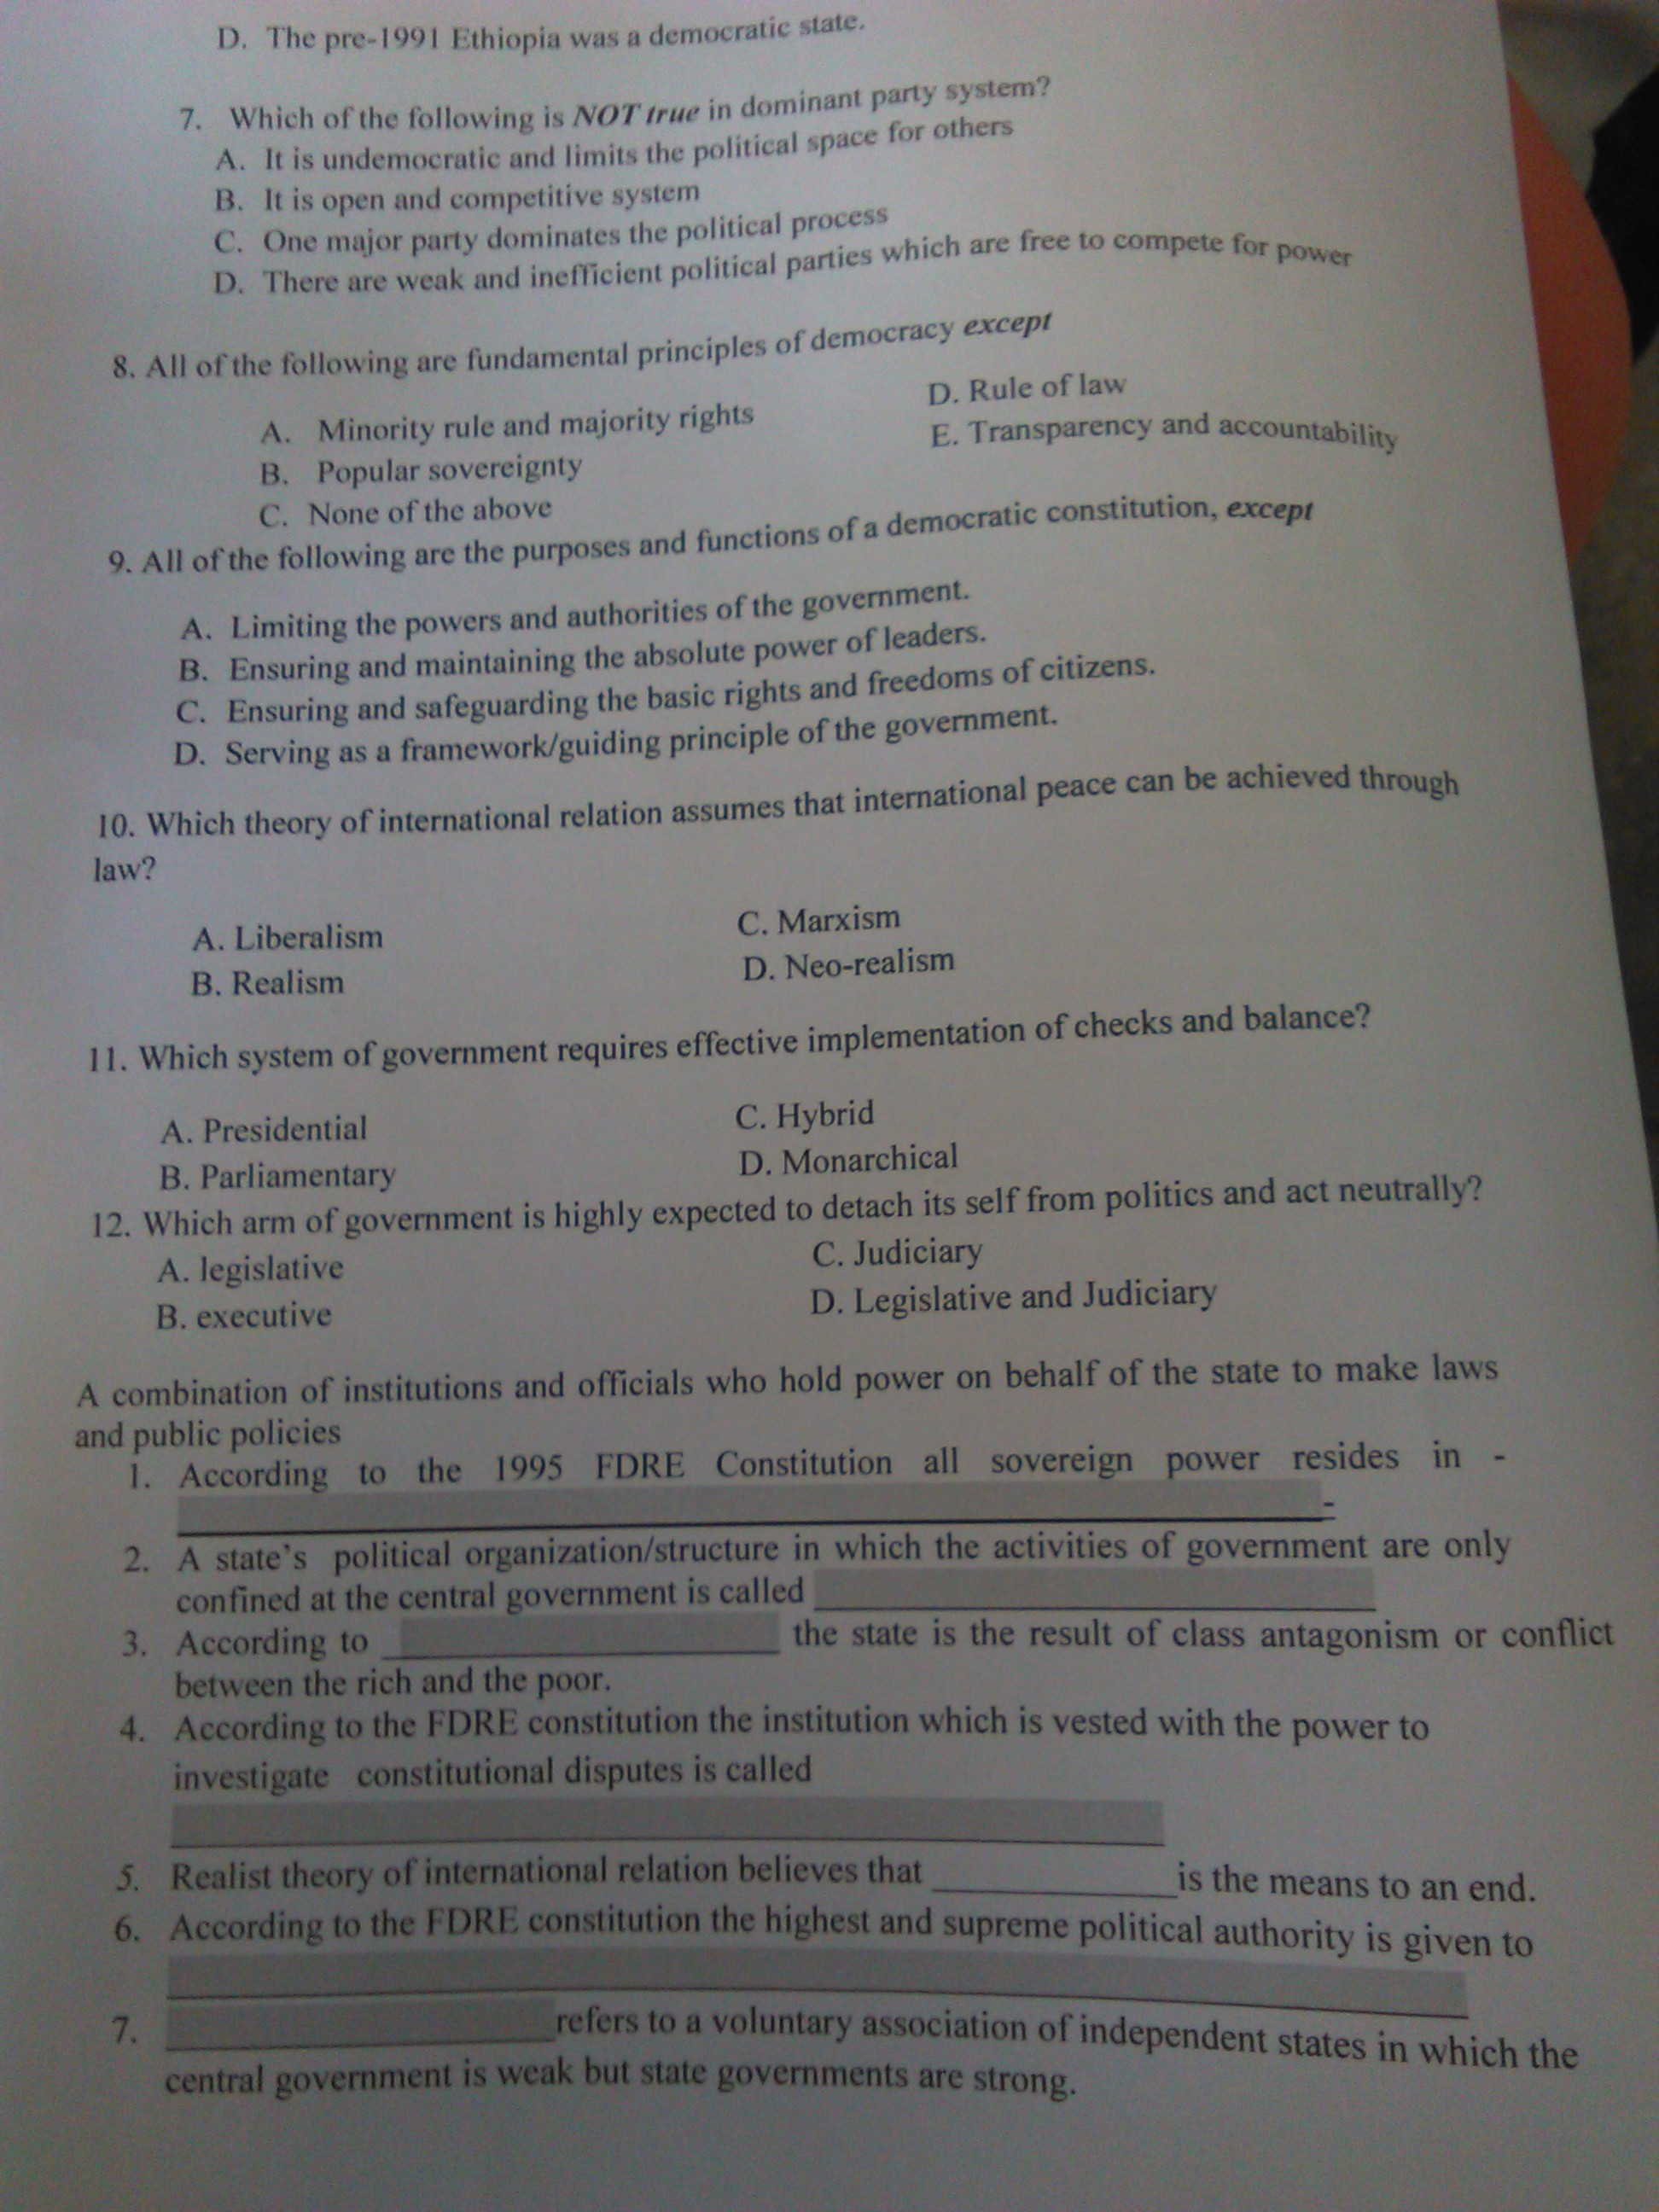 D. The pre-1991 Ethiopia was a democratic state.
7. Which of the following is NOT true in dominant party system?
A. It is undemocratic and limits the political space for others
B. It is open and competitive system
C. One major party dominates the political process
D. There are weak and inefficient political parties which are free to compete for power
8. All of the following are fundamental principles of democracy except
A. Minority rule and majority rights
B. Popular sovereignty
C. None of the above
D. Rule of law
E. Transparency and accountability
9. All of the following are the purposes and functions of a democratic constitution, except
A. Limiting the powers and authorities of the government.
B. Ensuring and maintaining the absolute power of leaders.
C. Ensuring and safeguarding the basic rights and freedoms of citizens.
D. Serving as a framework/guiding principle of the government.
10. Which theory of international relation assumes that international peace can be achieved through
law?
A. Liberalism
B. Realism
C. Marxism
D. Neo-realism
11. Which system of government requires effective implementation of checks and balance?
A. Presidential
B. Parliamentary
C. Hybrid
D. Monarchical
12. Which arm of government is highly expected to detach its self from politics and act neutrally?
A. legislative
B. executive
C. Judiciary
D. Legislative and Judiciary
A combination of institutions and officials who hold power on behalf of the state to make laws
and public policies
1. According to the 1995 FDRE Constitution all sovereign power resides in -
-
2. A state's political organization/structure in which the activities of government are only
confined at the central government is called
3. According to the state is the result of class antagonism or conflict
between the rich and the poor.
4. According to the FDRE constitution the institution which is vested with the power to
investigate constitutional disputes is called
5. Realist theory of international relation believes that is the means to an end.
6. According to the FDRE constitution the highest and supreme political authority is given to
7. refers to a voluntary association of independent states in which the
central government is weak but state governments are strong.